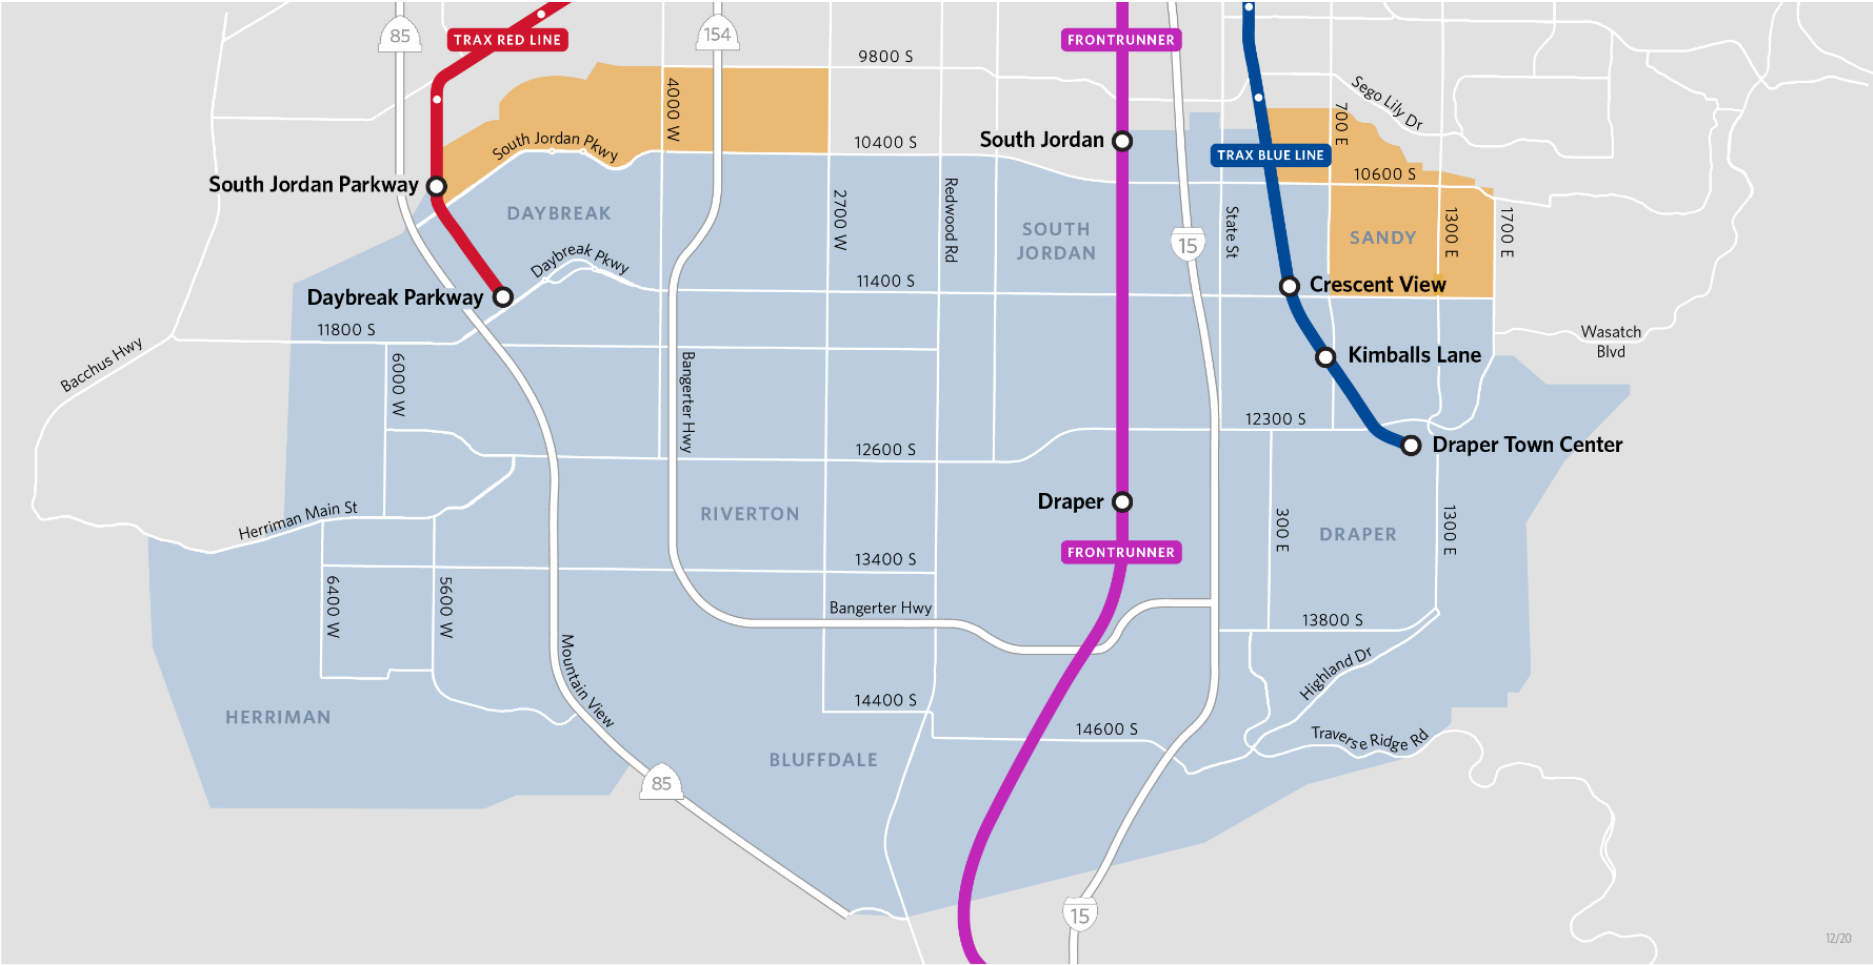 85
TRAX RED LINE
154
FRONTRUNNER
9800 S
4000 W
Sego Lily Dr
700 E
South Jordan Pkwy
10400 S
South Jordan
TRAX BLUE LINE
10600 S
South Jordan Parkway
DAYBREAK
2700 W
Redwood Rd
SOUTH
JORDAN
15
State St
SANDY
1300 E
1700 E
Daybreak Pkwy
11400 S
Crescent View
Daybreak Parkway
11800 S
Wasatch
Blvd
Bacchus Hwy
6000 W
Bangerter Hwy
Kimballs Lane
12300 S
12600 S
Draper Town Center
Herriman Main St
RIVERTON
Draper
300 E
DRAPER
1300 E
FRONTRUNNER
13400 S
6400 W
5600 W
Bangerter Hwy
13800 S
Mountain View
Highland Dr
14400 S
HERRIMAN
14600 S
Traverse Ridge Rd
BLUFFDALE
85
15
12/20